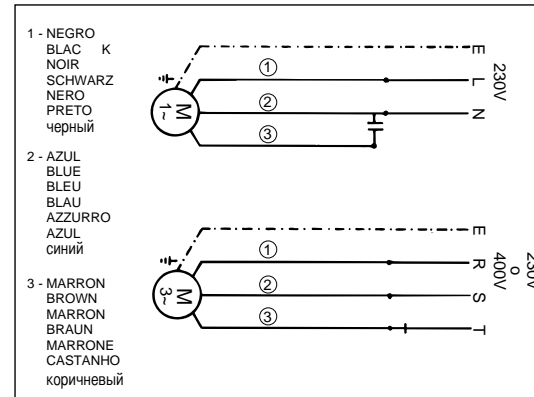 1 - NEGRO
BLAC K
NOIR
SCHWARZ
NERO
PRETO
черный
2 - AZUL
BLUE
BLEU
BLAU
AZZURRO
AZUL
синий
3 - MARRON
BROWN
MARRON
BRAUN
MARRONE
CASTANHO
коричневый
E
1
L
2
N
3
M
1~
230V
E
1
R
2
S
3
T
M
3~
230V
O
400V